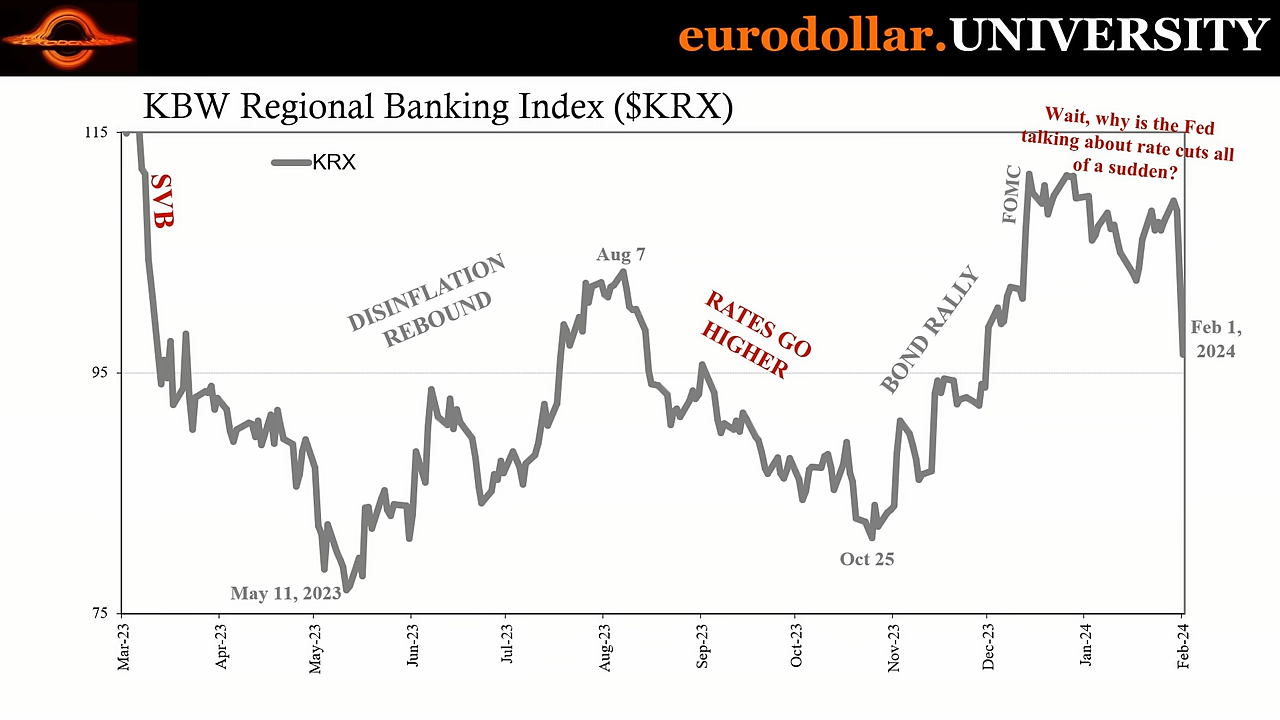 eurodollar.UNIVERSITY
KBW Regional Banking Index ($KRX)
Wait, why is the Fed
talking about rate cuts all
of a sudden?
115
KRX
SVB
FOMC
Aug 7
DISINFLATION
REBOUND
RATES GO
HIGHER
BOND RALLY
Feb 1,
2024
95
Oct 25
May 11, 2023
75
Mar-23
Apr-23
May-23
Jun-23
Jul-23
Aug-23
Sep-23
Oct-23
Nov-23
Dec-23
Jan-24
Feb-24